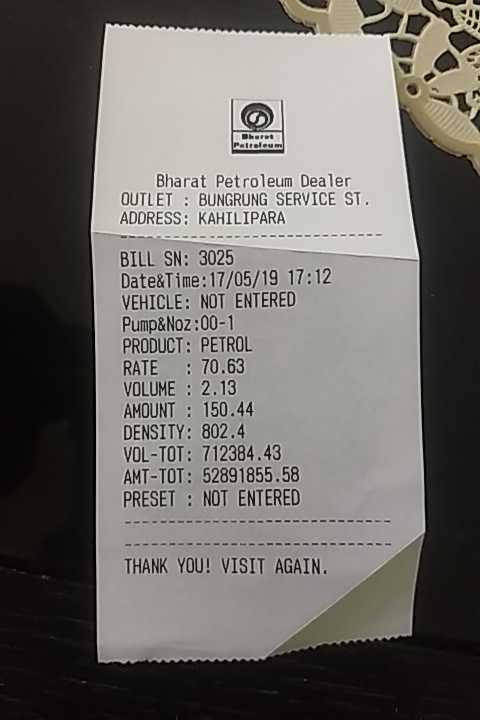 Bharat
Petroleum
Bharat Petroleum Dealer
OUTLET : BUNGRUNG SERVICE ST.
ADDRESS: KAHILIPARA
--------------------------------
BILL SN: 3025
Date&Time:17/05/19 17:12
VEHICLE: NOT ENTERED
Pump&Noz:00-1
PRODUCT: PETROL
RATE   : 70.63
VOLUME : 2.13
AMOUNT : 150.44
DENSITY: 802.4
VOL-TOT: 712384.43
AMT-TOT: 52891855.58
PRESET : NOT ENTERED
--------------------------------
--------------------------------
THANK YOU! VISIT AGAIN.